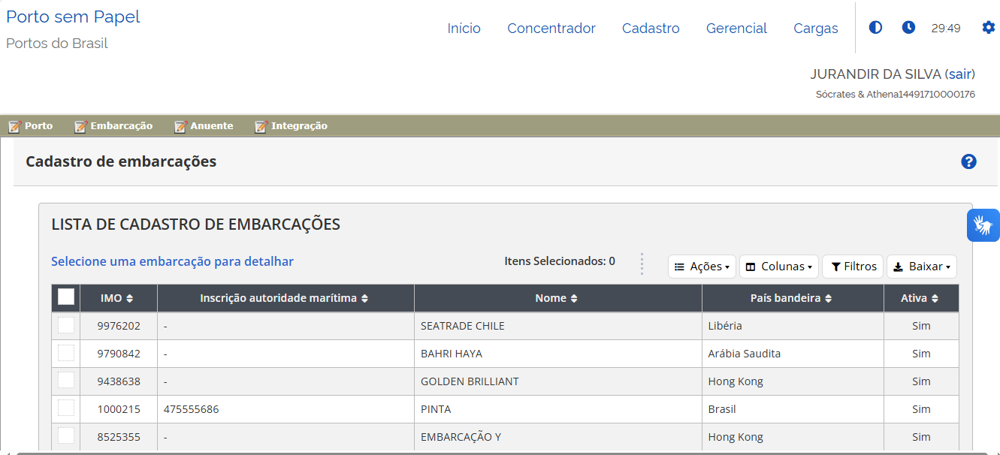 Porto sem Papel
Portos do Brasil
Início Concentrador Cadastro Gerencial Cargas 29:49
JURANDIR DA SILVA (sair)
Sócrates & Athena14491710000176
Porto Embarcação Anuente Integração
Cadastro de embarcações
LISTA DE CADASTRO DE EMBARCAÇÕES
Selecione uma embarcação para detalhar Itens Selecionados: 0 Ações Colunas Filtros Baixar
IMO Inscrição autoridade marítima Nome País bandeira Ativa
9976202 - SEATRADE CHILE Libéria Sim
9790842 - BAHRI HAYA Arábia Saudita Sim
9438638 - GOLDEN BRILLIANT Hong Kong Sim
1000215 475555686 PINTA Brasil Sim
8525355 - EMBARCAÇÃO Y Hong Kong Sim